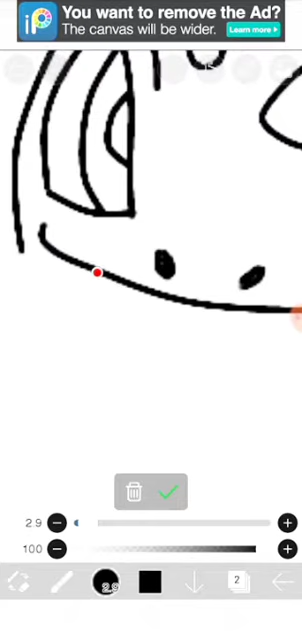 iP
You want to remove the Ad?
The canvas will be wider.
Learn more >
2.9
100
2.9
2